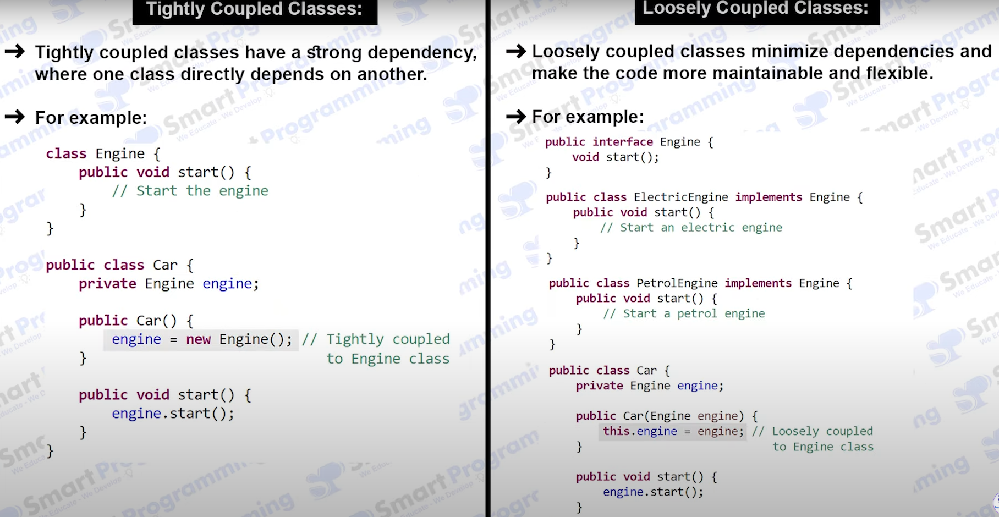 Tightly Coupled Classes:
→ Tightly coupled classes have a strong dependency,
where one class directly depends on another.
→ For example:
class Engine {
public void start() {
// Start the engine
}
}
public class Car {
private Engine engine;
public Car() {
engine = new Engine(); // Tightly coupled
to Engine class
}
public void start() {
engine.start();
}
}
Loosely Coupled Classes:
→ Loosely coupled classes minimize dependencies and
make the code more maintainable and flexible.
→ For example:
public interface Engine {
void start();
}
public class ElectricEngine implements Engine {
public void start() {
// Start an electric engine
}
}
public class PetrolEngine implements Engine {
public void start() {
// Start a petrol engine
}
}
public class Car {
private Engine engine;
public Car(Engine engine) {
this.engine = engine; // Loosely coupled
to Engine class
}
public void start() {
engine.start();
}
Smart Programming
We Educate - We Develop